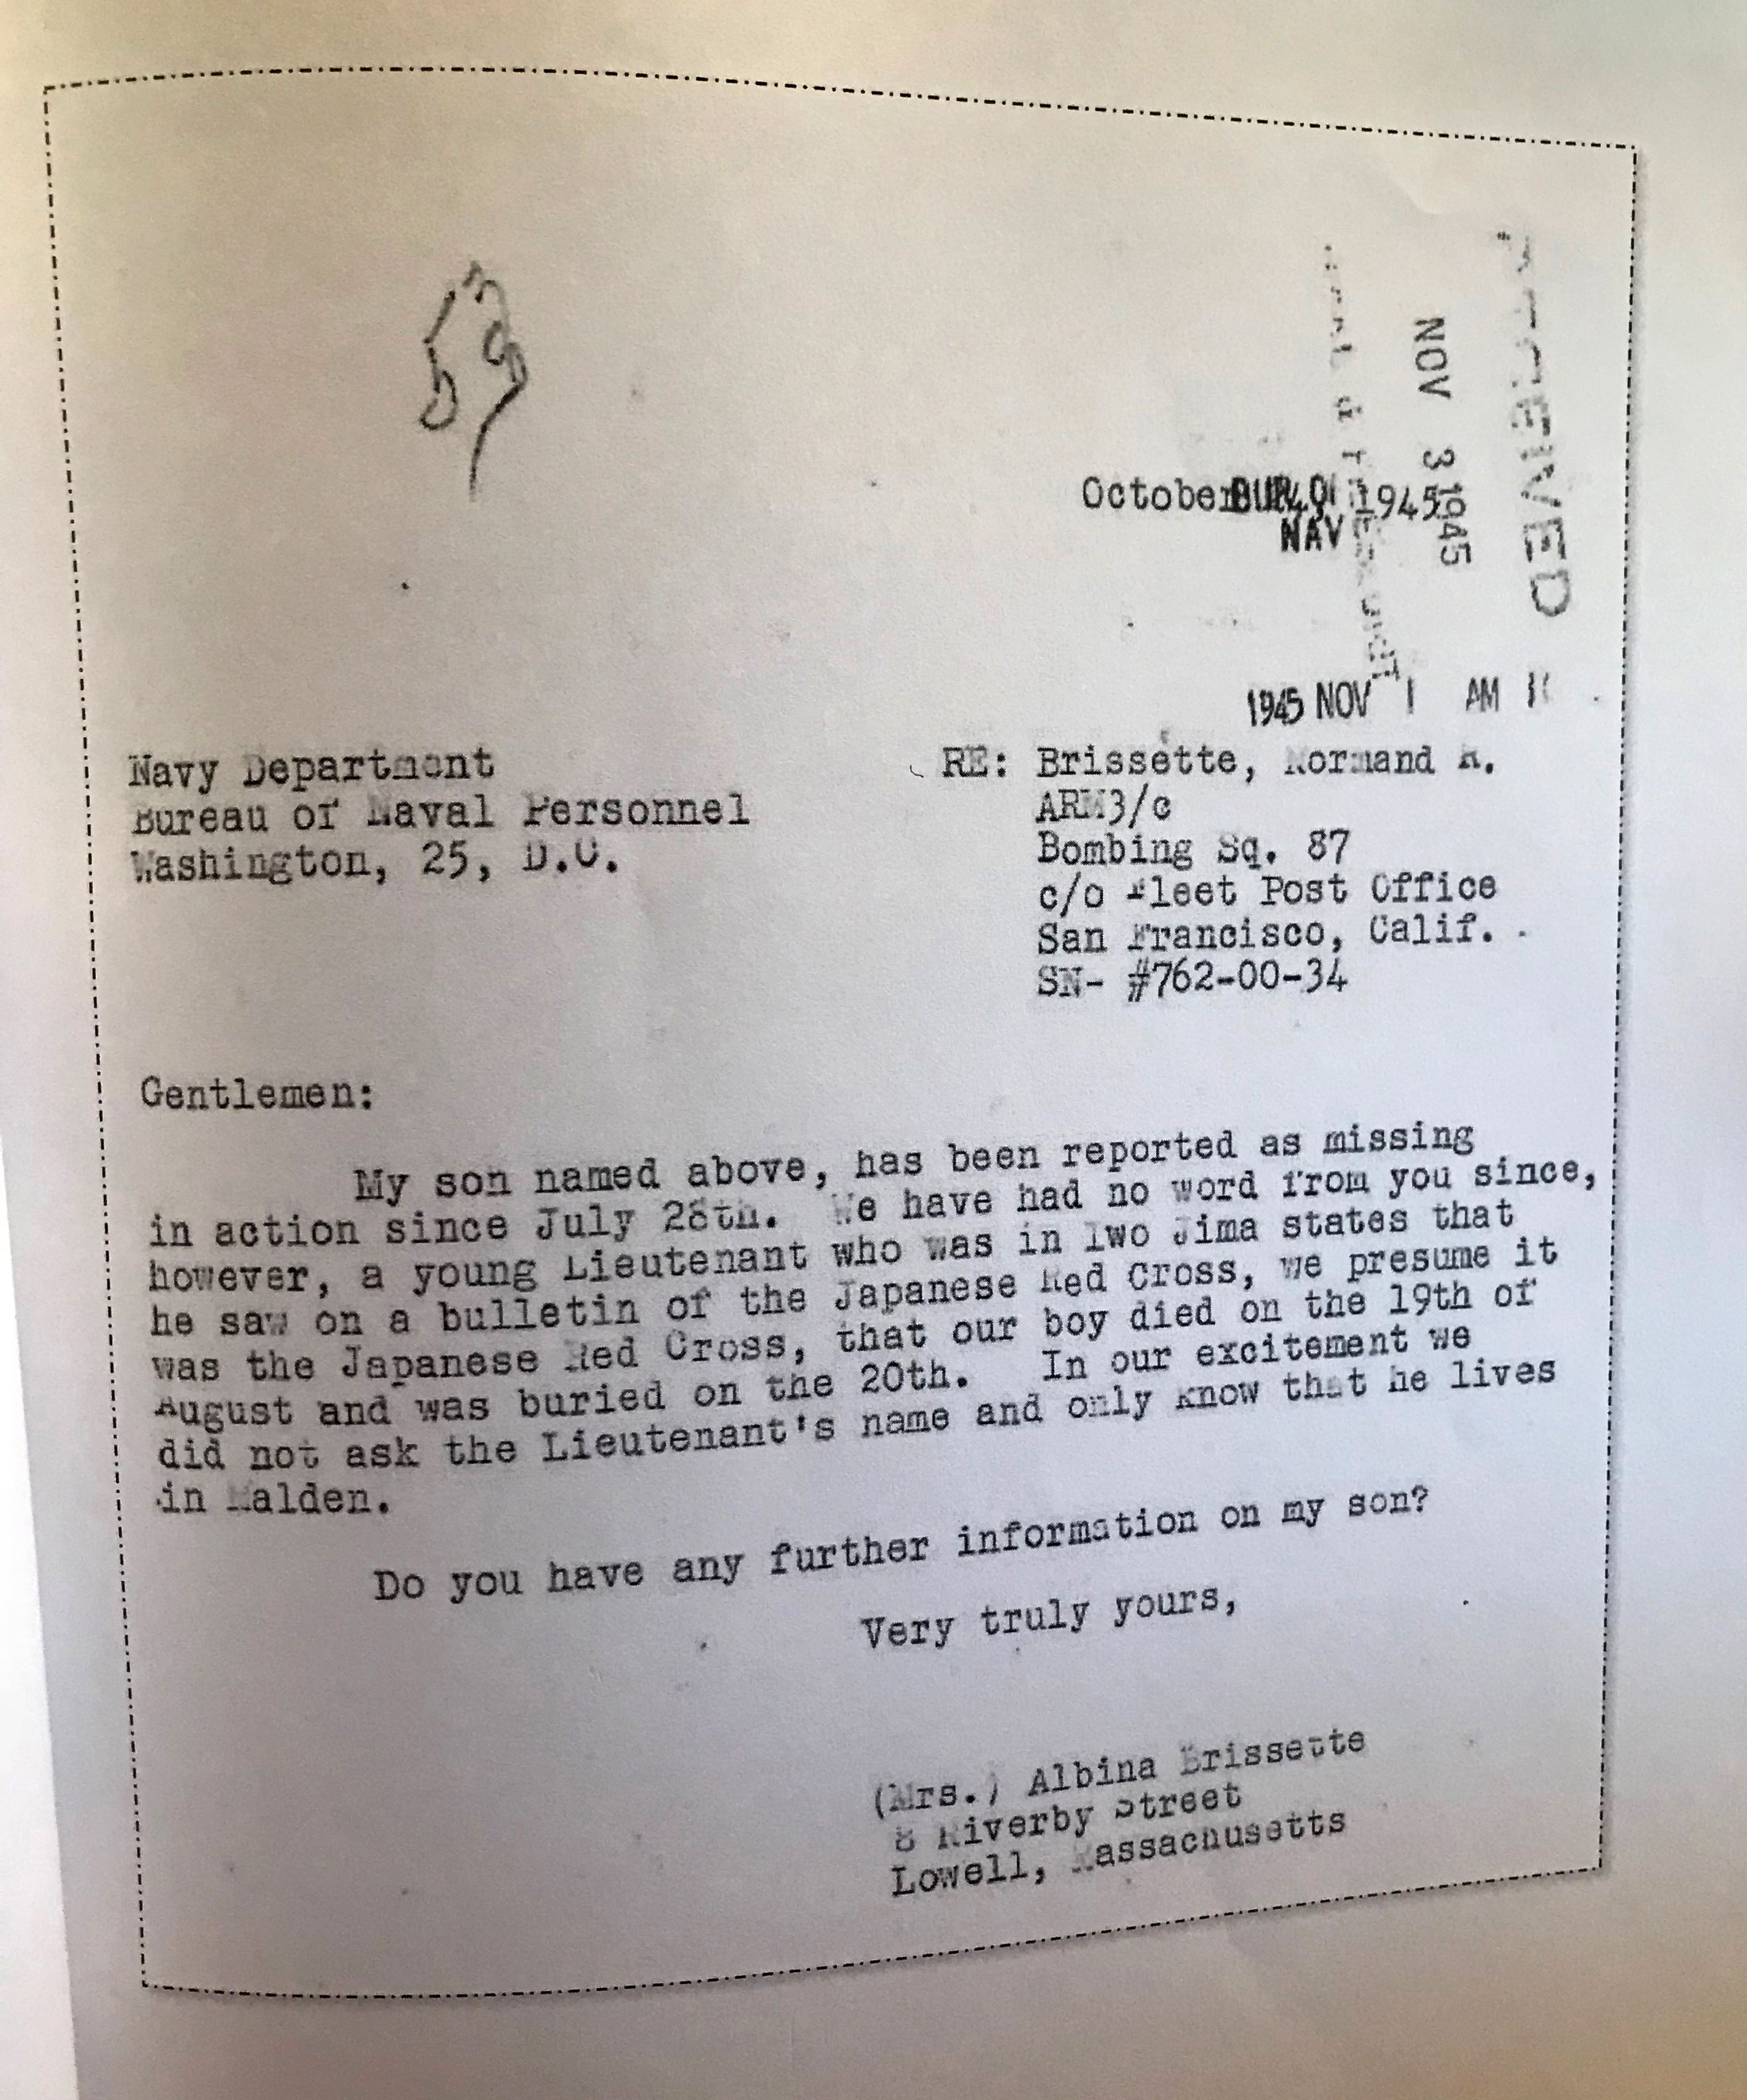 RECEIVED
NOV 3 1945
October 1945
BUR OF
NAV
1945 NOV 1 AM
Navy Department
Bureau of Naval Personnel
Washington, 25, D.C.
RE: Brissette, Normand R.
ARM3/c
Bombing Sq. 87
c/o Fleet Post Office
San Francisco, Calif.
SN- #762-00-34
Gentlemen:
My son named above, has been reported as missing
in action since July 28th. We have had no word from you since,
however, a young Lieutenant who was in Iwo Jima states that
he saw on a bulletin of the Japanese Red Cross, we presume it
was the Japanese Red Cross, that our boy died on the 19th of
August and was buried on the 20th. In our excitement we
did not ask the Lieutenant's name and only know that he lives
in Malden.
Do you have any further information on my son?
Very truly yours,
(Mrs.) Albina Brissette
8 Riverby Street
Lowell, Massachusetts